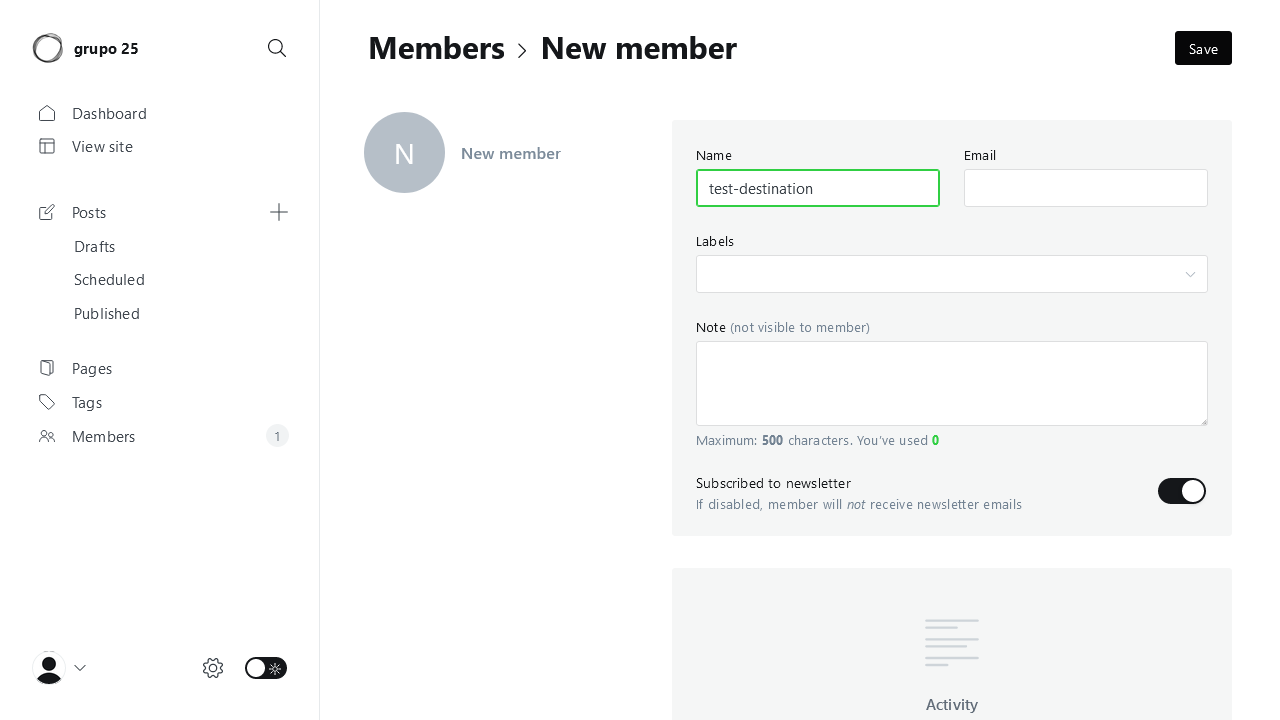 grupo 25
Dashboard
View site
Posts
Drafts
Scheduled
Published
Pages
Tags
Members
1
Members
New member
Save
N
New member
Name
Email
test-destination
Labels
Note (not visible to member)
Maximum: 500 characters. You've used 0
Subscribed to newsletter
If disabled, member will not receive newsletter emails
Activity